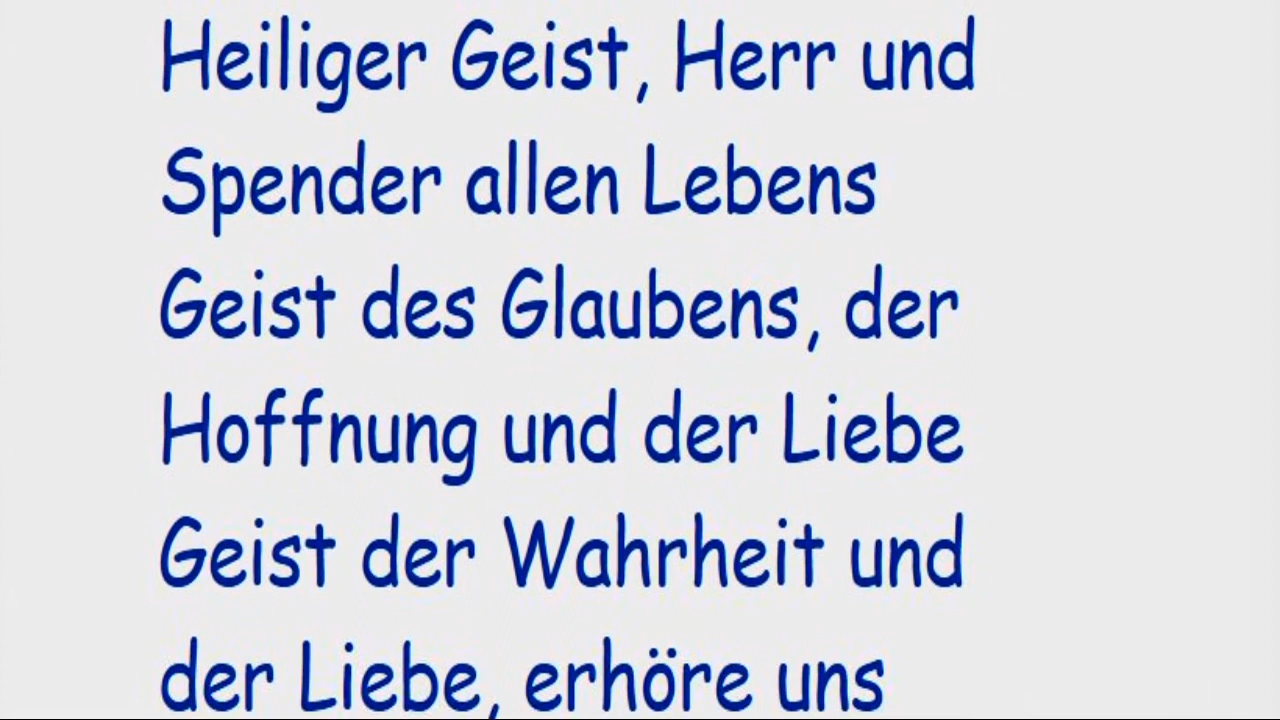 Heiliger Geist, Herr und
Spender allen Lebens
Geist des Glaubens, der
Hoffnung und der Liebe
Geist der Wahrheit und
der Liebe, erhöre uns